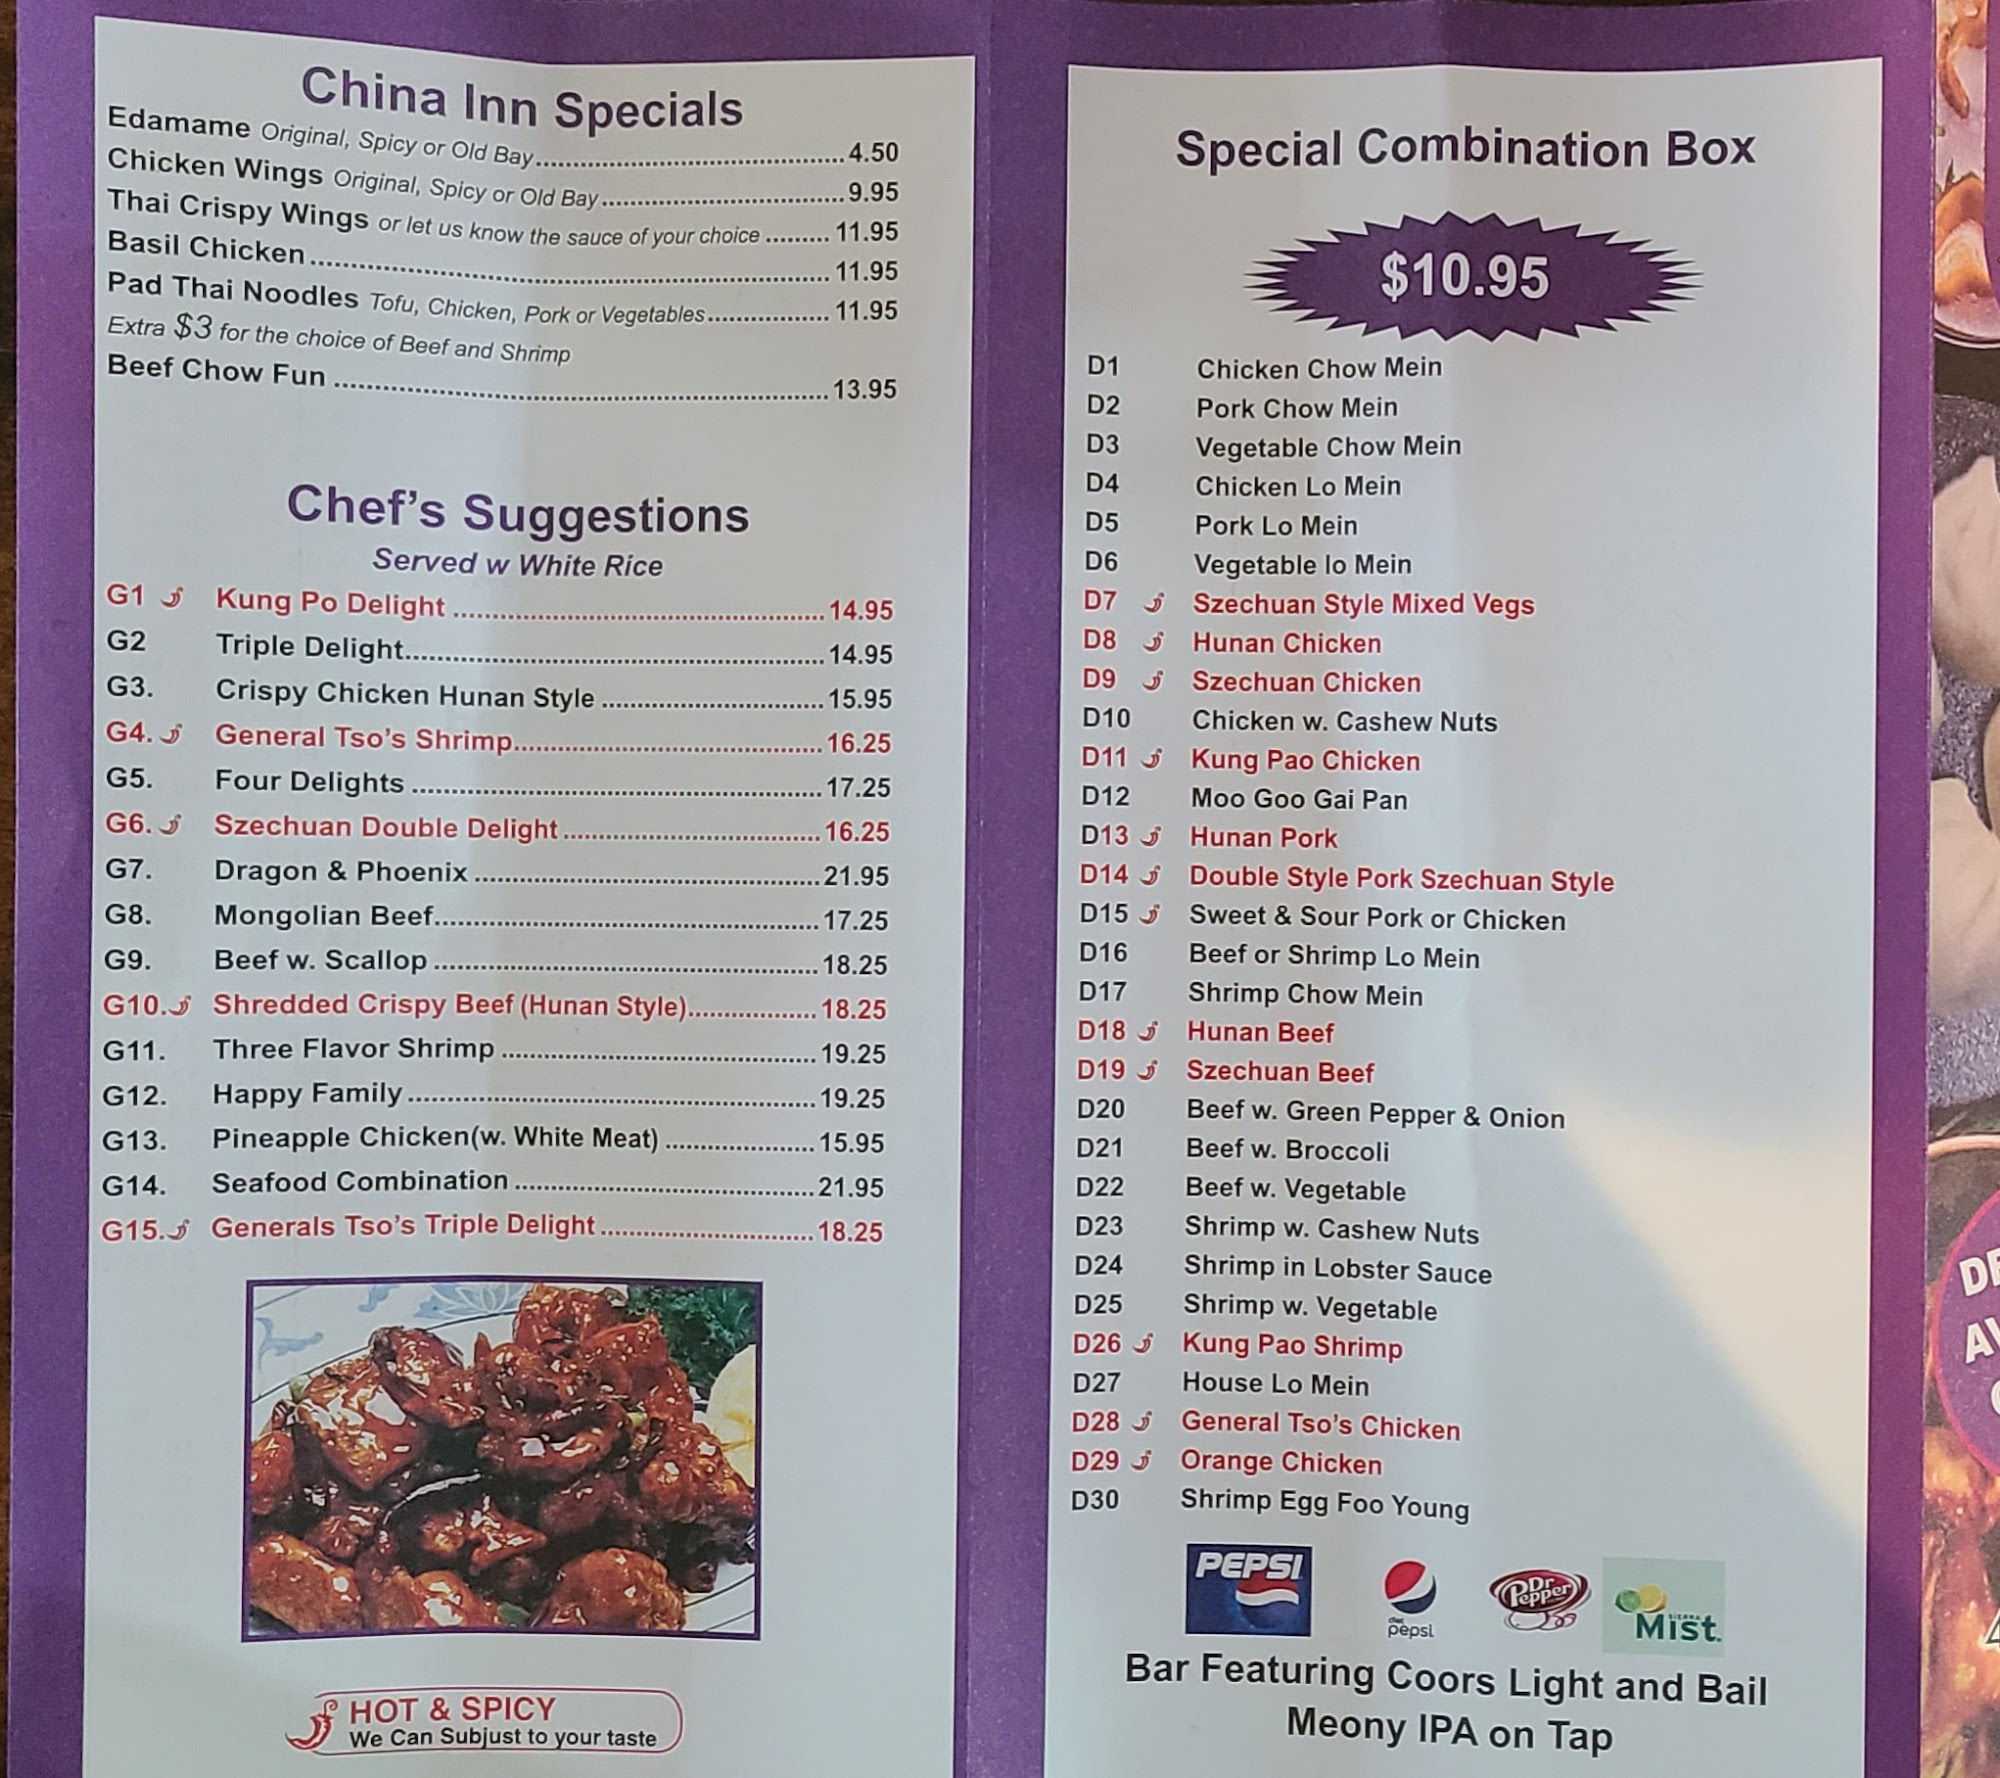 China Inn Specials
Edamame Original, Spicy or Old Bay 4.50
Chicken Wings Original, Spicy or Old Bay 9.95
Thai Crispy Wings or let us know the sauce of your choice 11.95
Basil Chicken 11.95
Pad Thai Noodles Tofu, Chicken, Pork or Vegetables 11.95
Extra $3 for the choice of Beef and Shrimp
Beef Chow Fun 13.95
Chef's Suggestions
Served w White Rice
G1 Kung Po Delight 14.95
G2 Triple Delight 14.95
G3. Crispy Chicken Hunan Style 15.95
G4. General Tso's Shrimp 16.25
G5. Four Delights 17.25
G6. Szechuan Double Delight 16.25
G7. Dragon & Phoenix 21.95
G8. Mongolian Beef 17.25
G9. Beef w. Scallop 18.25
G10. Shredded Crispy Beef (Hunan Style) 18.25
G11. Three Flavor Shrimp 19.25
G12. Happy Family 19.25
G13. Pineapple Chicken(w. White Meat) 15.95
G14. Seafood Combination 21.95
G15. Generals Tso's Triple Delight 18.25
HOT & SPICY
We Can Subjust to your taste
Special Combination Box
$10.95
D1 Chicken Chow Mein
D2 Pork Chow Mein
D3 Vegetable Chow Mein
D4 Chicken Lo Mein
D5 Pork Lo Mein
D6 Vegetable lo Mein
D7 Szechuan Style Mixed Vegs
D8 Hunan Chicken
D9 Szechuan Chicken
D10 Chicken w. Cashew Nuts
D11 Kung Pao Chicken
D12 Moo Goo Gai Pan
D13 Hunan Pork
D14 Double Style Pork Szechuan Style
D15 Sweet & Sour Pork or Chicken
D16 Beef or Shrimp Lo Mein
D17 Shrimp Chow Mein
D18 Hunan Beef
D19 Szechuan Beef
D20 Beef w. Green Pepper & Onion
D21 Beef w. Broccoli
D22 Beef w. Vegetable
D23 Shrimp w. Cashew Nuts
D24 Shrimp in Lobster Sauce
D25 Shrimp w. Vegetable
D26 Kung Pao Shrimp
D27 House Lo Mein
D28 General Tso's Chicken
D29 Orange Chicken
D30 Shrimp Egg Foo Young
PEPSI
diet pepsi
Dr Pepper
SIERRA Mist
Bar Featuring Coors Light and Bail
Meony IPA on Tap